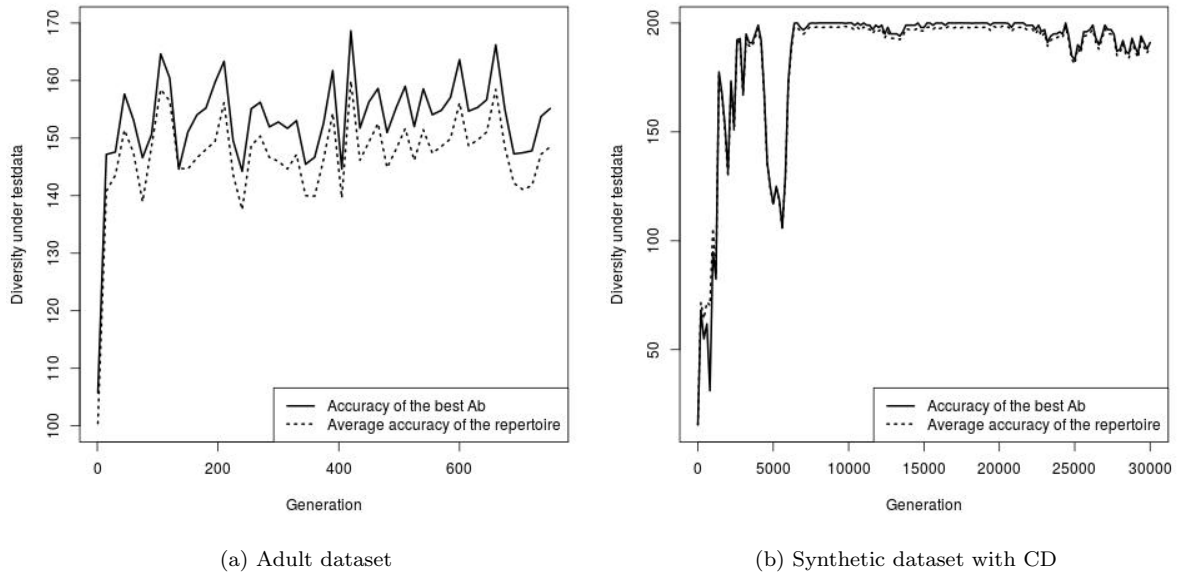 170
160
150
140
130
120
110
100
Diversity under testdata
0
200
400
600
Generation
Accuracy of the best Ab
Average accuracy of the repertoire
(a) Adult dataset
200
150
100
50
Diversity under testdata
0
5000
10000
15000
20000
25000
30000
Generation
Accuracy of the best Ab
Average accuracy of the repertoire
(b) Synthetic dataset with CD